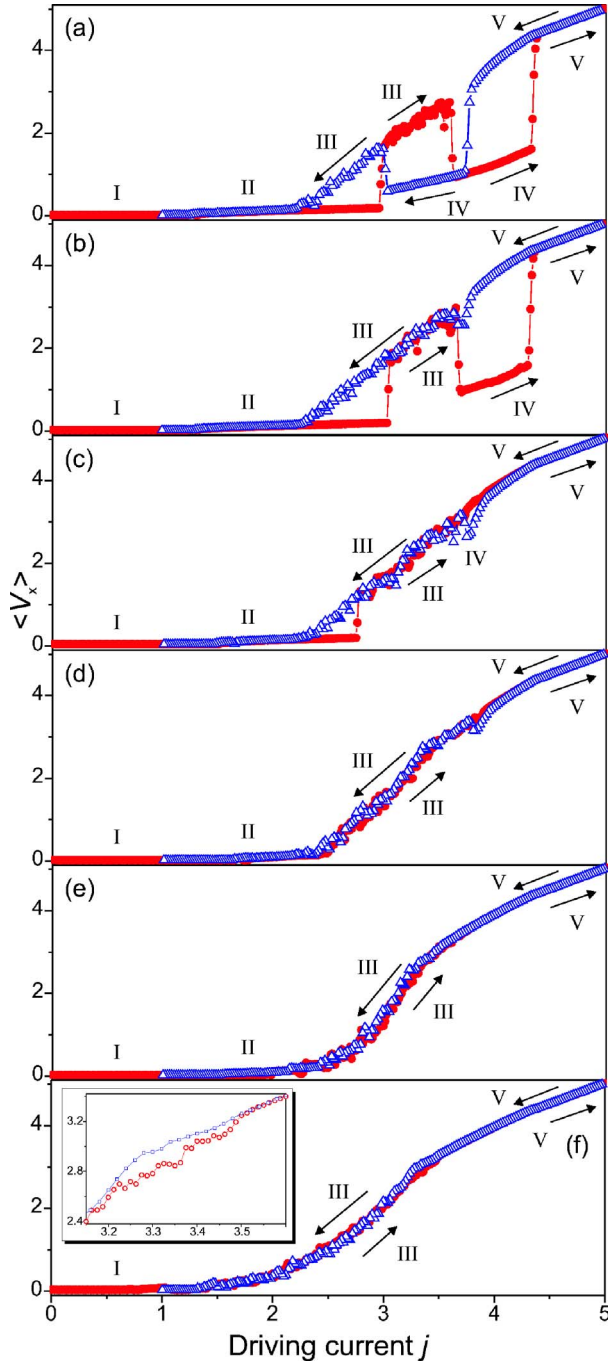 (a)
V
V
4
III
III
2
I
II
IV
IV
0
(b)
V
V
4
III
III
2
I
II
IV
0
(c)
V
V
4
III
III
IV
2
I
II
0
<Vx>
(d)
V
V
4
III
III
2
I
II
0
(e)
V
V
4
III
III
2
I
II
0
(f)
V
V
4
3.2
2.8
2.4
3.2 3.3 3.4 3.5
III
III
2
I
0
0 1 2 3 4 5
Driving current j